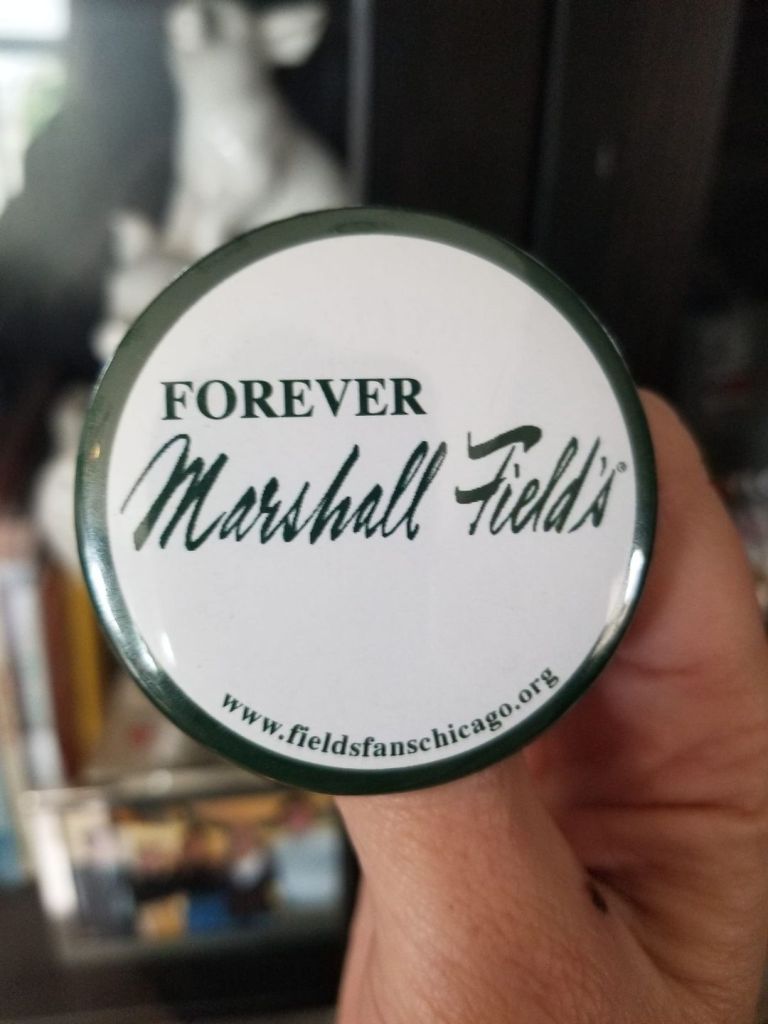 FOREVER
Marshall Field's®
www.fieldsfanschicago.org